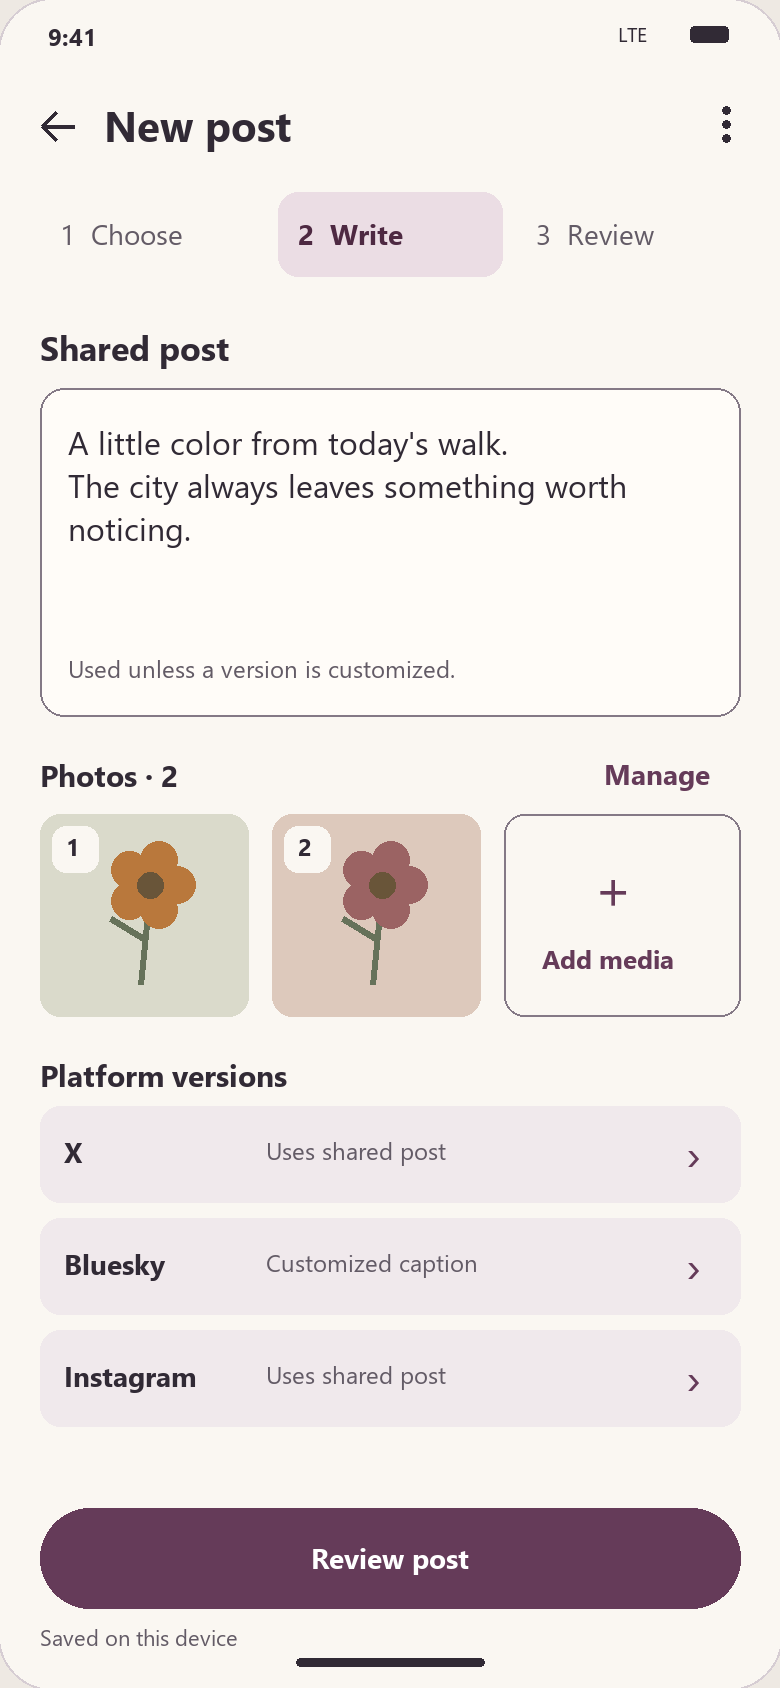 9:41
LTE
New post
1 Choose
2 Write
3 Review
Shared post
A little color from today's walk.
The city always leaves something worth
noticing.
Used unless a version is customized.
Photos · 2
Manage
1
2
+
Add media
Platform versions
X
Uses shared post
›
Bluesky
Customized caption
›
Instagram
Uses shared post
›
Review post
Saved on this device